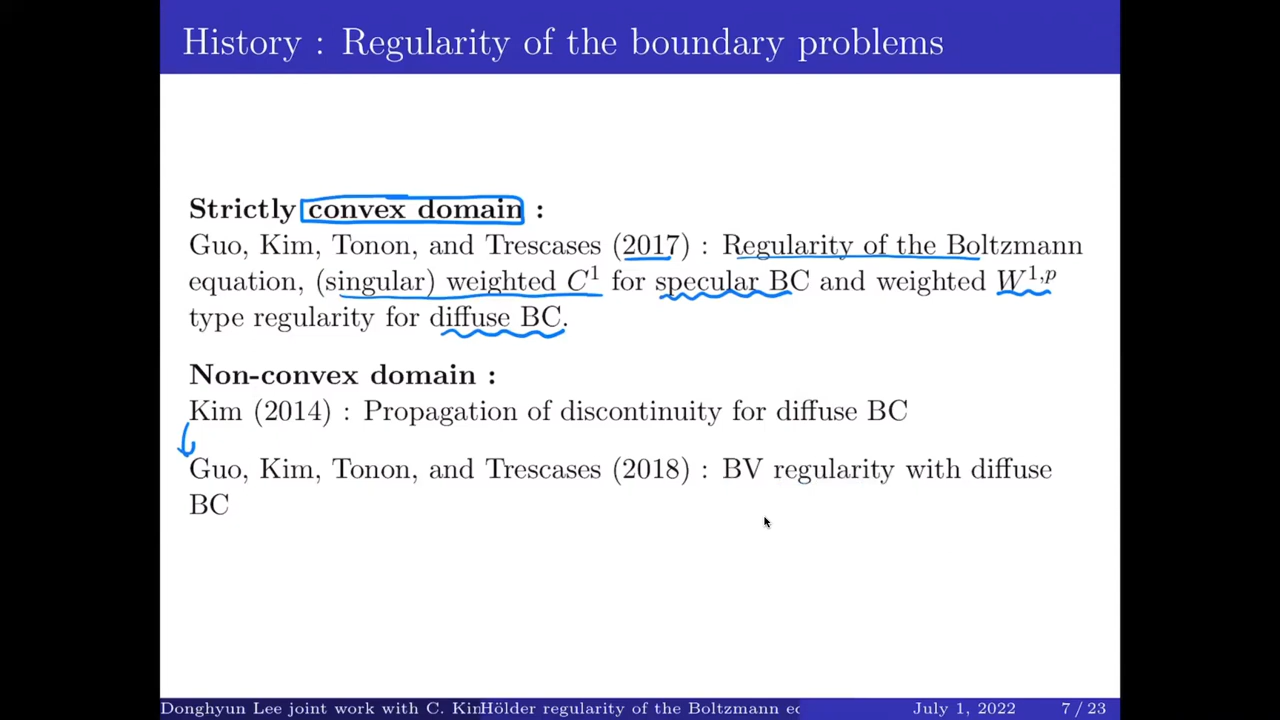 History : Regularity of the boundary problems
Strictly convex domain :
Guo, Kim, Tonon, and Trescases (2017) : Regularity of the Boltzmann
equation, (singular) weighted C¹ for specular BC and weighted W¹,ᵖ
type regularity for diffuse BC.
Non-convex domain :
Kim (2014) : Propagation of discontinuity for diffuse BC
Guo, Kim, Tonon, and Trescases (2018) : BV regularity with diffuse
BC
Donghyun Lee joint work with C. Kim Hölder regularity of the Boltzmann eq July 1, 2022 7 / 23